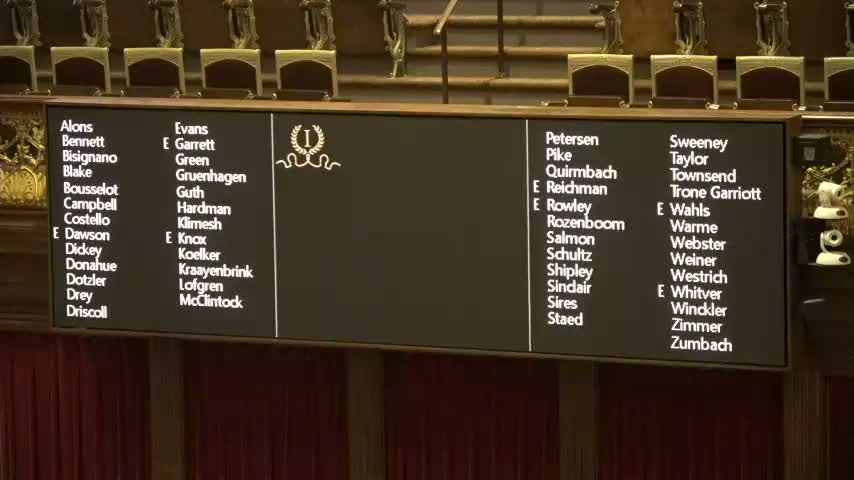 Alons
Bennett
Bisignano
Blake
Bousselot
Campbell
Costello
E Dawson
Dickey
Donahue
Dotzler
Drey
Driscoll
Evans
E Garrett
Green
Gruenhagen
Guth
Hardman
Klimesh
E Knox
Koelker
Kraayenbrink
Lofgren
McClintock
I
Petersen
Pike
Quirmbach
E Reichman
E Rowley
Rozenboom
Salmon
Schultz
Shipley
Sinclair
Sires
Staed
Sweeney
Taylor
Townsend
Trone Garriott
E Wahls
Warme
Webster
Weiner
Westrich
E Whitver
Winckler
Zimmer
Zumbach